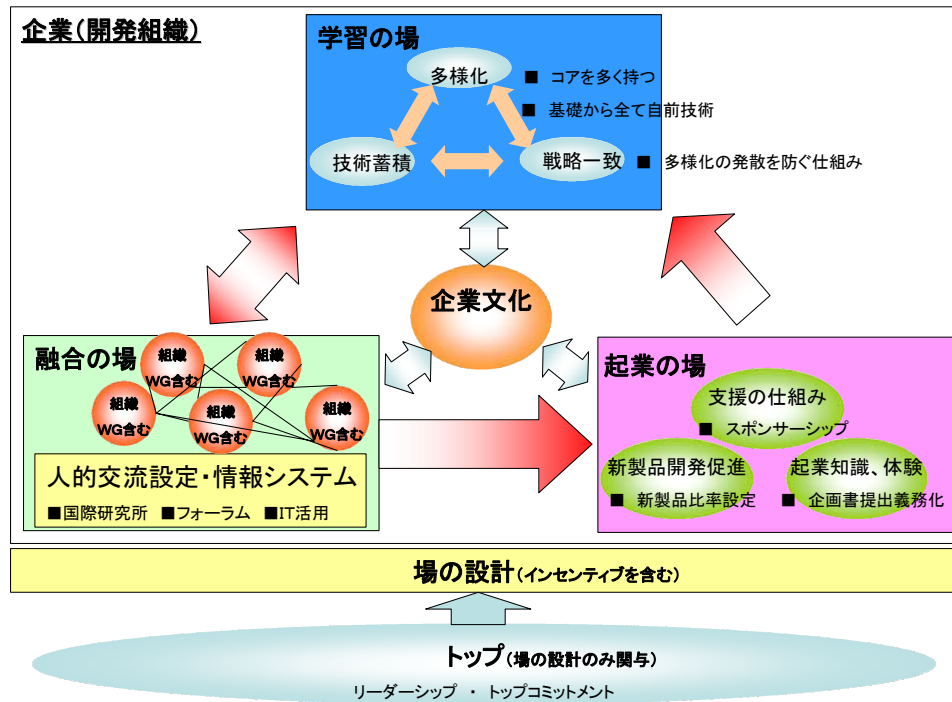 企業(開発組織)
学習の場
多様化
■ コアを多く持つ
■ 基礎から全て自前技術
技術蓄積
戦略一致
■ 多様化の発散を防ぐ仕組み
企業文化
融合の場
組織
WG含む
組織
WG含む
組織
WG含む
組織
WG含む
組織
WG含む
人的交流設定・情報システム
■国際研究所 ■フォーラム ■IT活用
起業の場
支援の仕組み
■ スポンサーシップ
新製品開発促進
■ 新製品比率設定
起業知識、体験
■ 企画書提出義務化
場の設計(インセンティブを含む)
トップ(場の設計のみ関与)
リーダーシップ ・ トップコミットメント